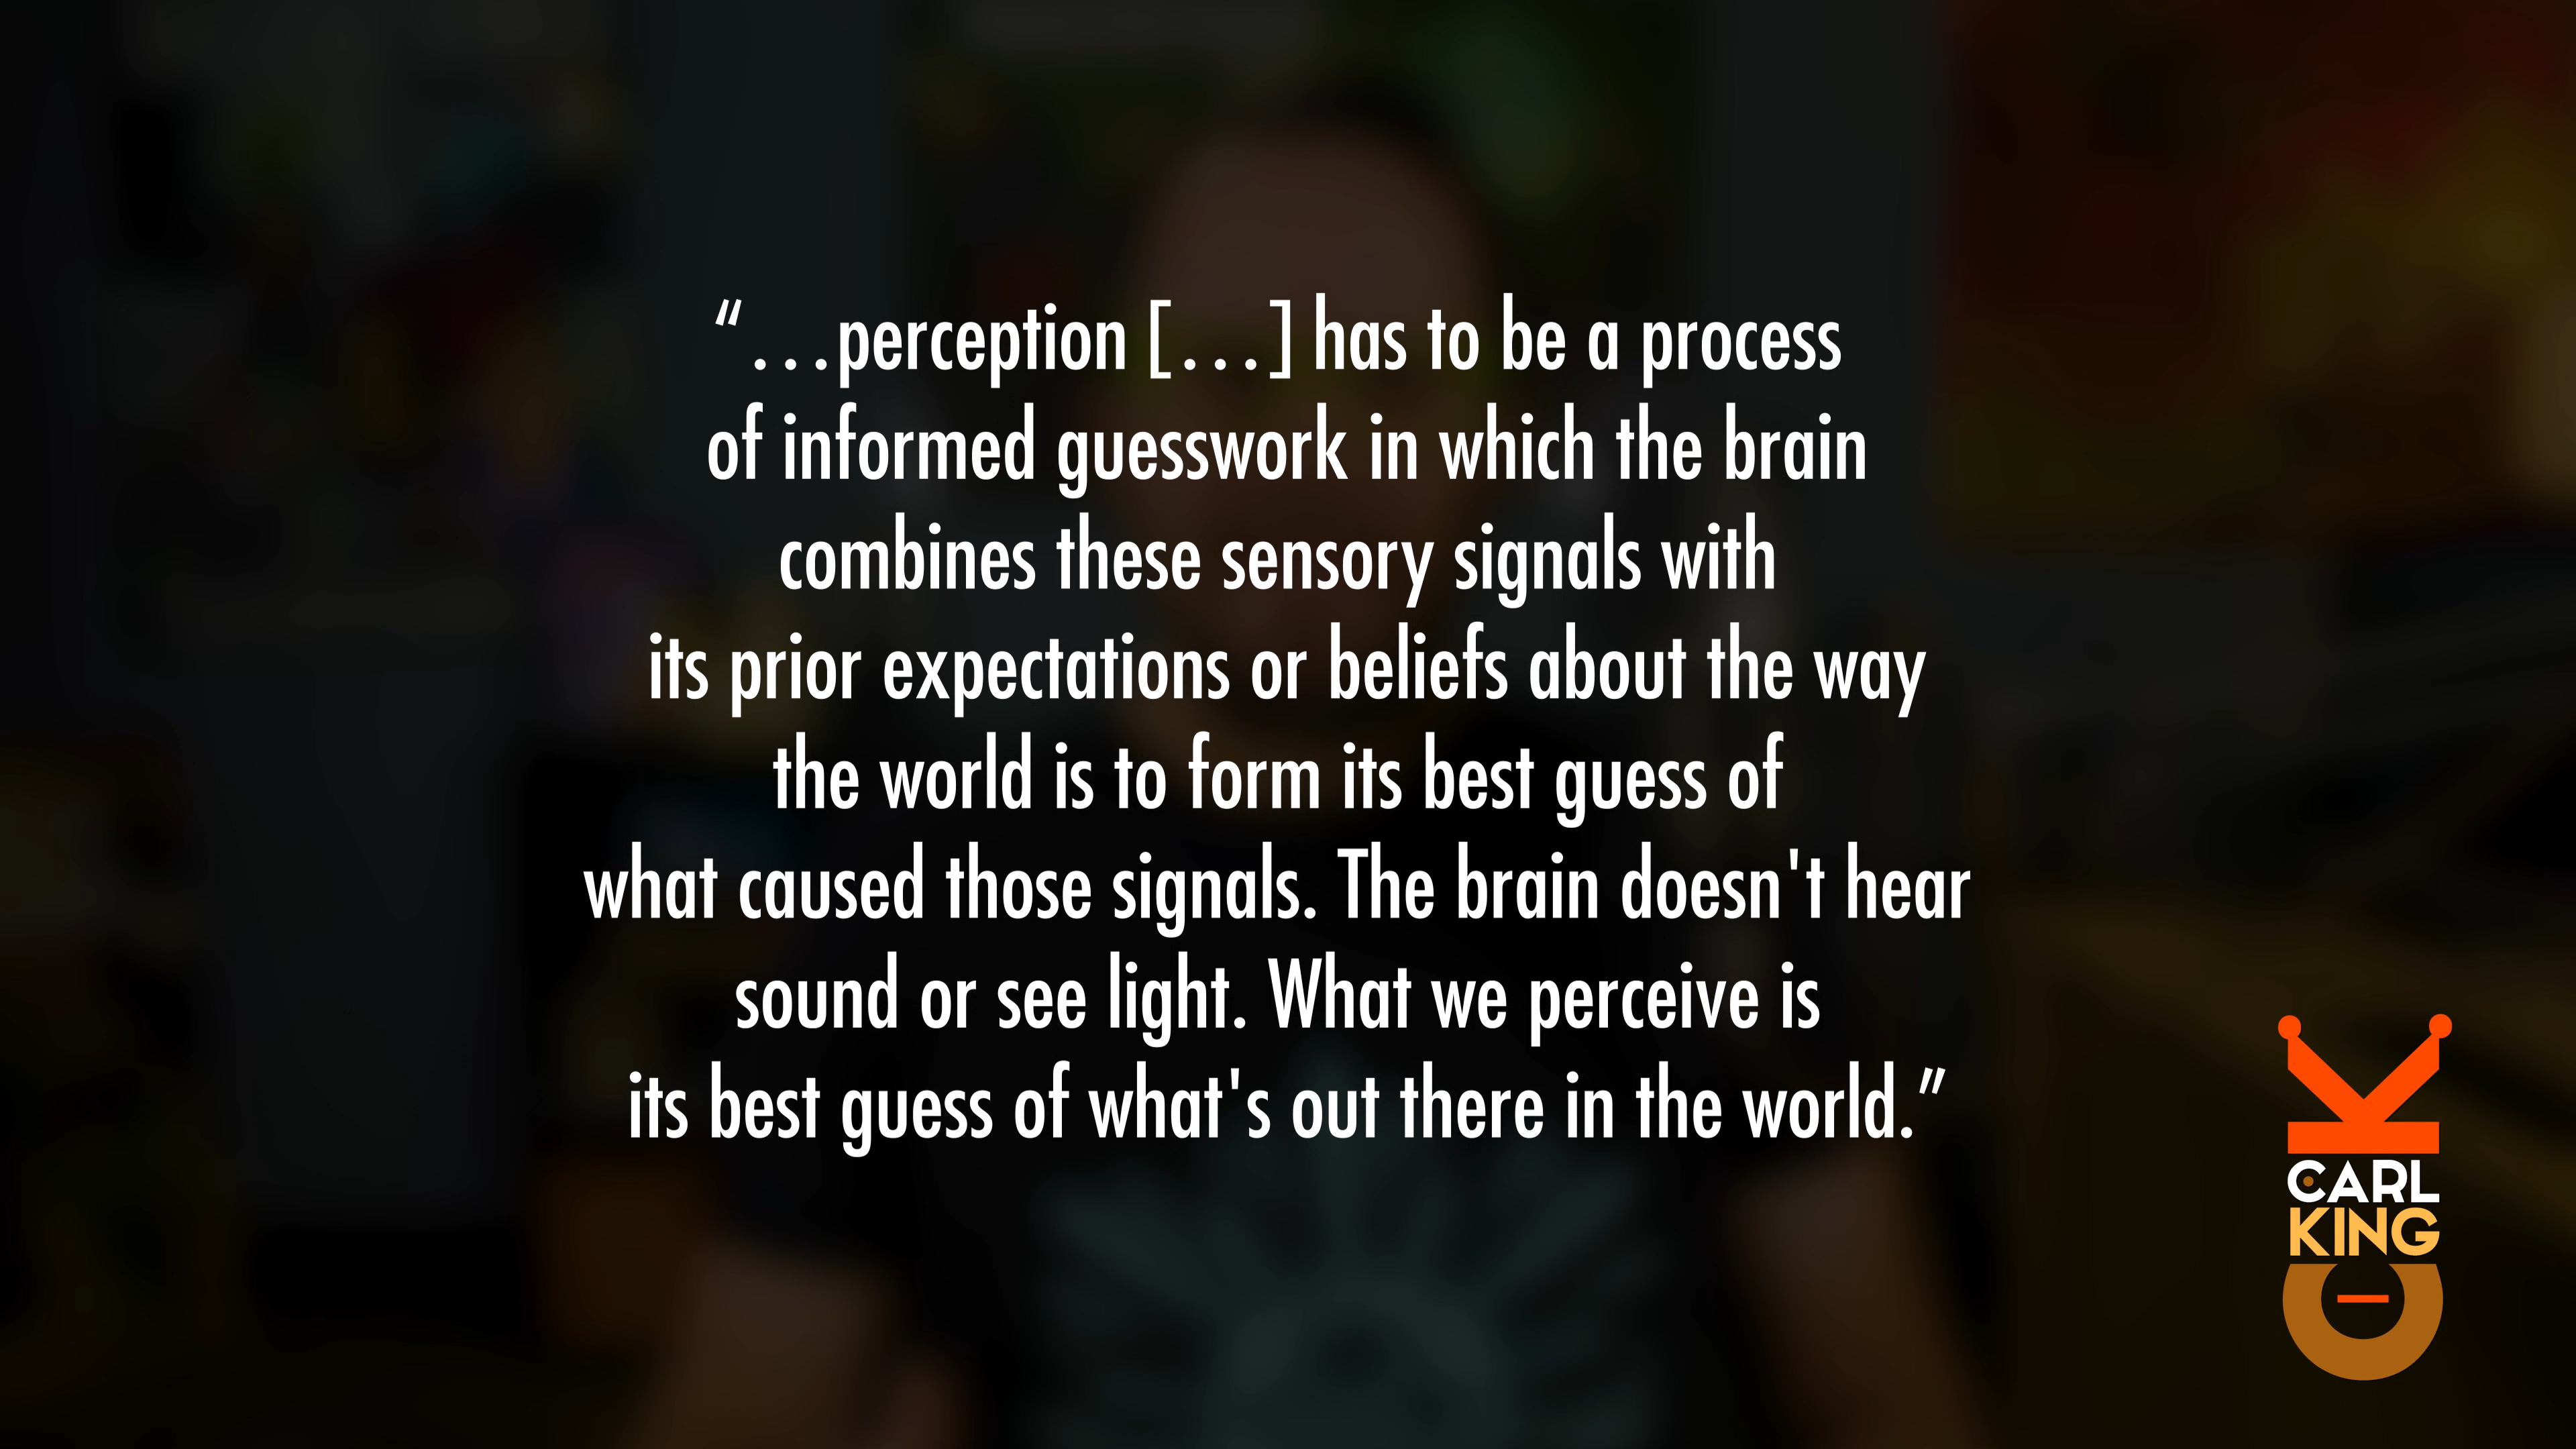 “…perception […] has to be a process
of informed guesswork in which the brain
combines these sensory signals with
its prior expectations or beliefs about the way
the world is to form its best guess of
what caused those signals. The brain doesn't hear
sound or see light. What we perceive is
its best guess of what's out there in the world.”
CARL
KING